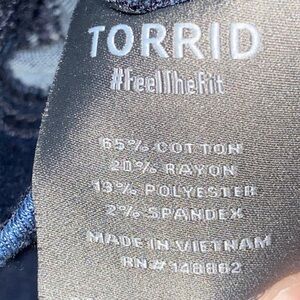 TORRID
#FeelTheFit
65% COTTON
20% RAYON
13% POLYESTER
2% SPANDEX
MADE IN VIETNAM
RN# 148862